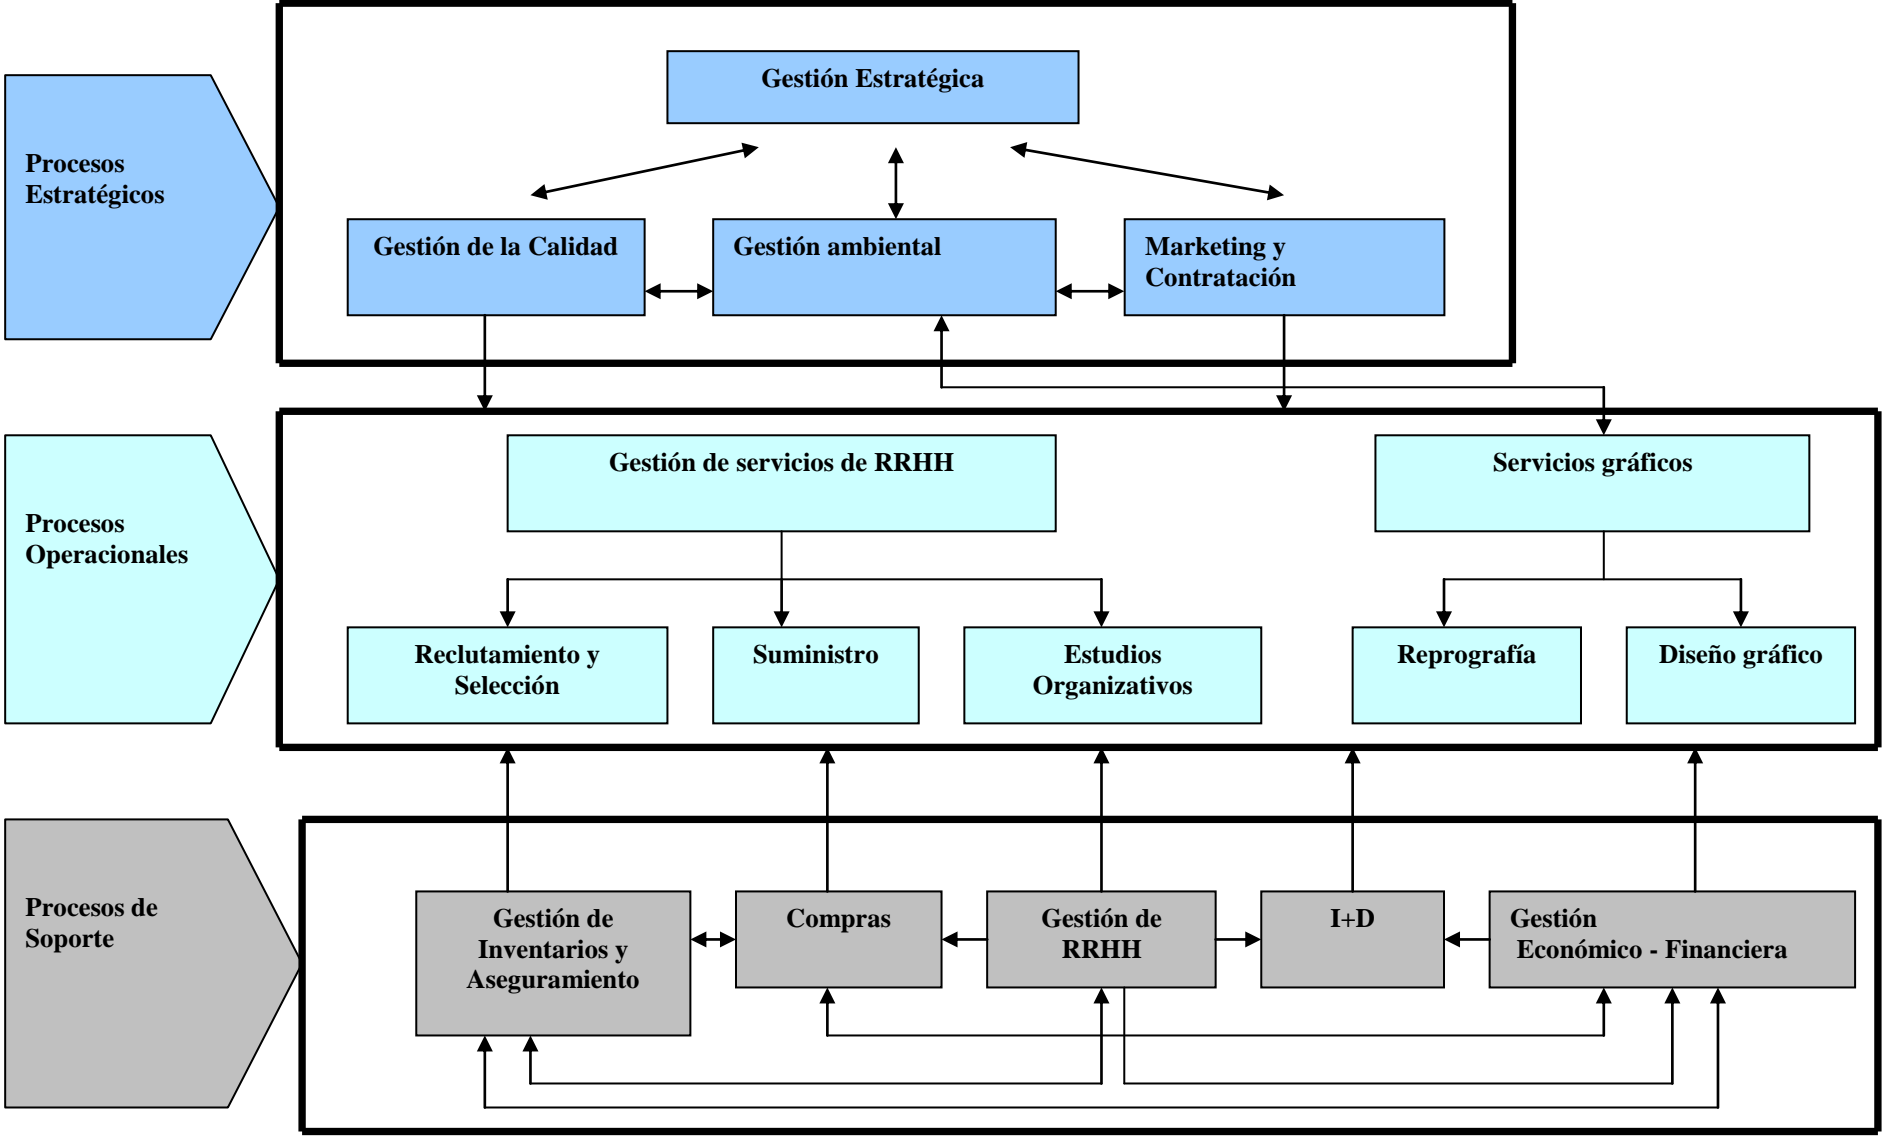 Gestión Estratégica
Procesos
Estratégicos
Gestión de la Calidad
Gestión ambiental
Marketing y
Contratación
Gestión de servicios de RRHH
Servicios gráficos
Procesos
Operacionales
Reclutamiento y
Selección
Suministro
Estudios
Organizativos
Reprografía
Diseño gráfico
Procesos de
Soporte
Gestión de
Inventarios y
Aseguramiento
Compras
Gestión de
RRHH
I+D
Gestión
Económico - Financiera